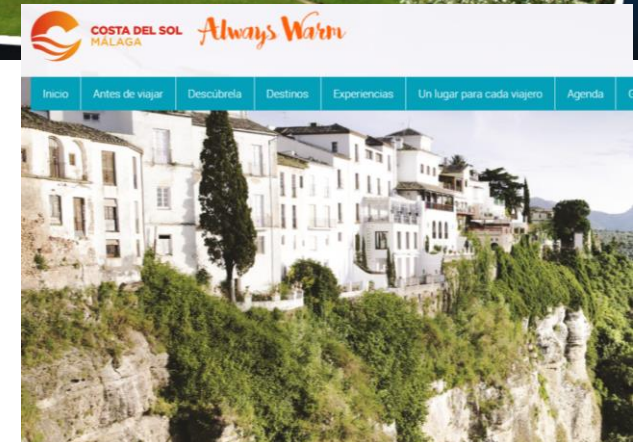 COSTA DEL SOL
MÁLAGA
Always Warm
Inicio Antes de viajar Descúbrela Destinos Experiencias Un lugar para cada viajero Agenda